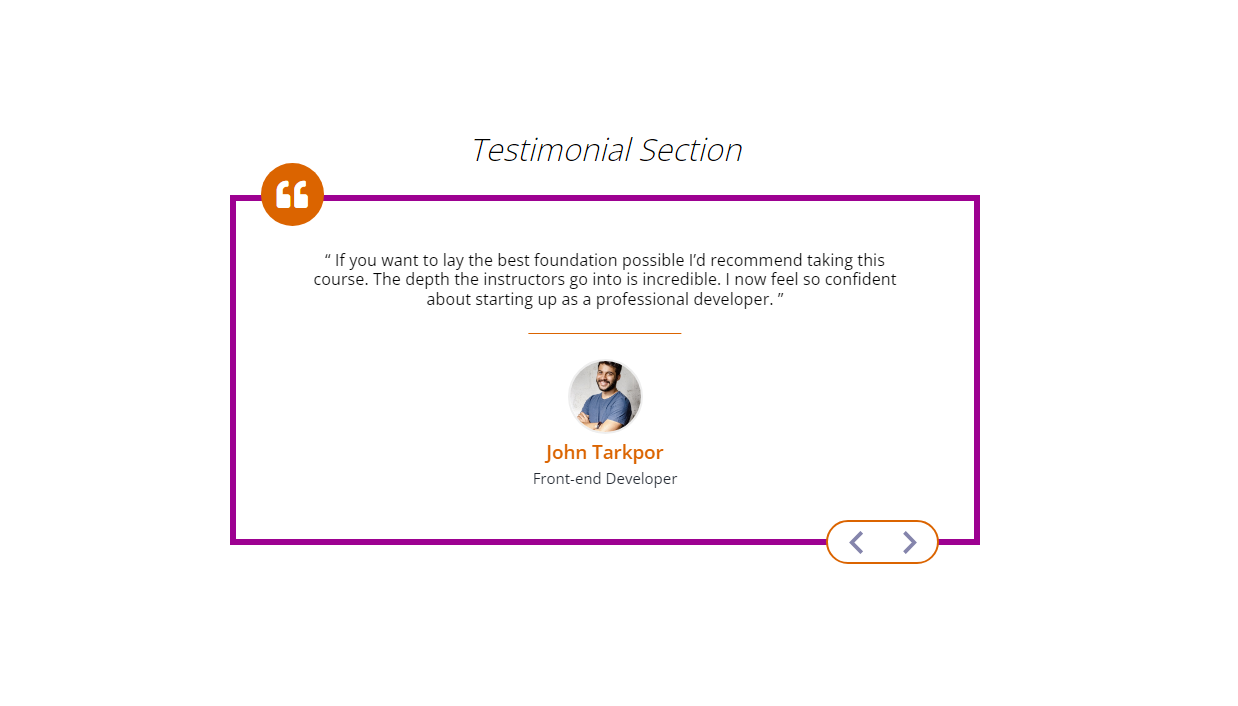 Testimonial Section
“ If you want to lay the best foundation possible I’d recommend taking this
course. The depth the instructors go into is incredible. I now feel so confident
about starting up as a professional developer. ”
John Tarkpor
Front-end Developer